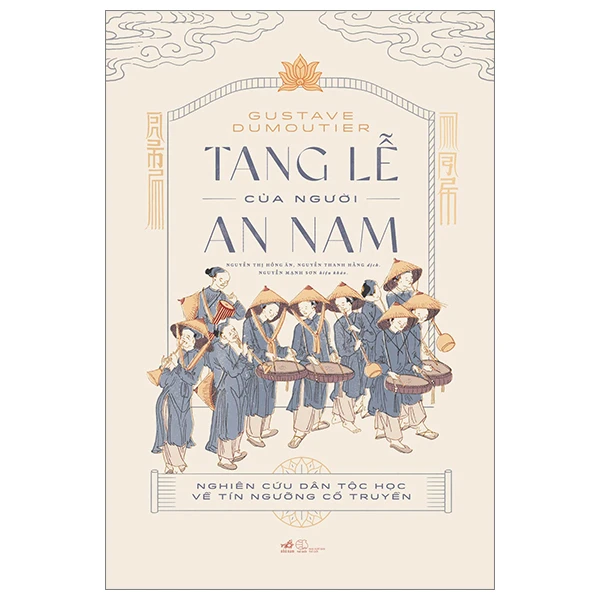 GUSTAVE
DUMOUTIER
TANG LỄ
CỦA NGƯỜI
AN NAM
NGUYỄN THỊ HỒNG ÂN, NGUYỄN THANH HẰNG dịch.
NGUYỄN MẠNH SƠN hiệu khảo.
NGHIÊN CỨU DÂN TỘC HỌC
VỀ TÍN NGƯỠNG CỔ TRUYỀN